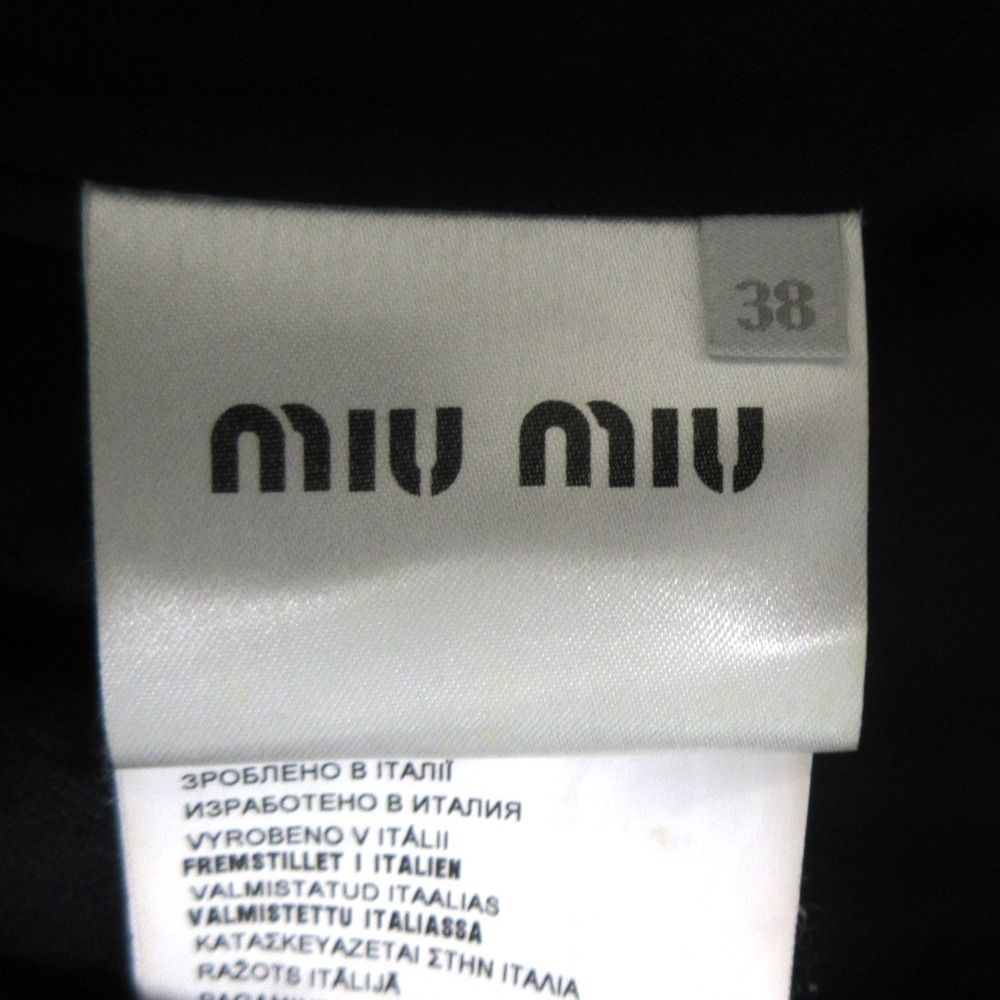 38
miu miu
ЗРОБЛЕНО В ІТАЛІЇ
ИЗРАБОТЕНО В ИТАЛИЯ
VYROBENO V ITÁLII
FREMSTILLET I ITALIEN
VALMISTATUD ITAALIAS
VALMISTETTU ITALIASSA
ΚΑΤΑΣΚΕΥΑΖΕΤΑΙ ΣΤΗΝ ΙΤΑΛΙΑ
RAŽOTS ITĀLIJĀ